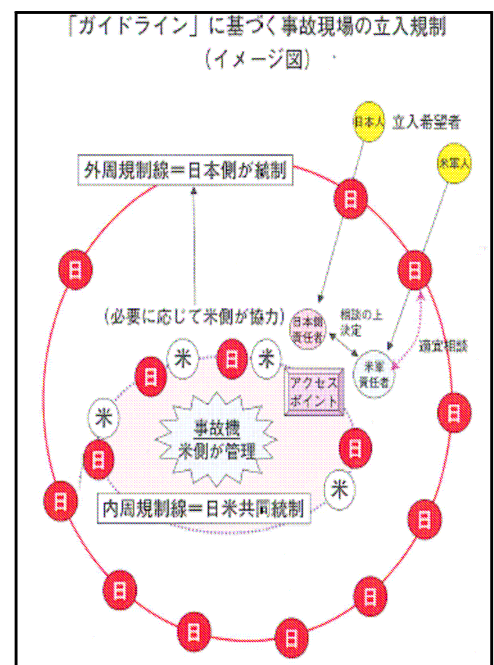 「ガイドライン」に基づく事故現場の立入規制
(イメージ図)
日本人
立入希望者
米軍人
外周規制線＝日本側が統制
日
日
日
(必要に応じて米側が協力)
日本側
責任者
相談の上
決定
米軍
責任者
適宜相談
米
日
米
日
米
アクセス
ポイント
日
米
日
事故機
米側が管理
日
米
内周規制線＝日米共同統制
日
日
日
日
日
日